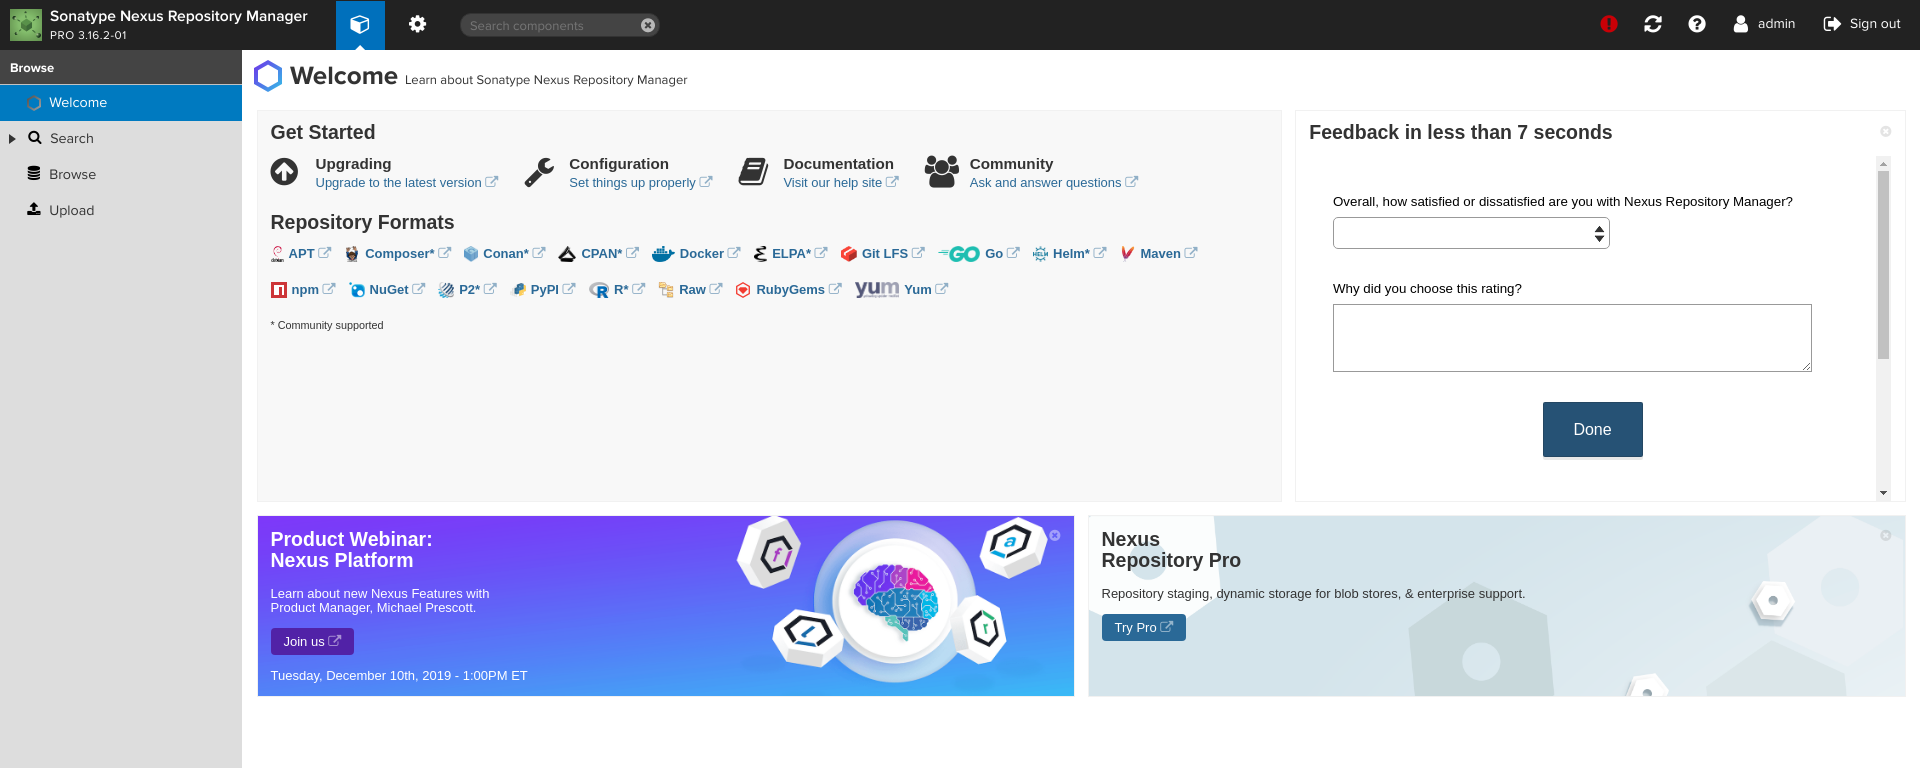 Sonatype Nexus Repository Manager
PRO 3.16.2-01
Search components
admin
Sign out
Browse
Welcome
Search
Browse
Upload
Welcome Learn about Sonatype Nexus Repository Manager
Get Started
Upgrading
Upgrade to the latest version
Configuration
Set things up properly
Documentation
Visit our help site
Community
Ask and answer questions
Repository Formats
APT Composer* Conan* CPAN* Docker ELPA* Git LFS GO Go HELM Helm* Maven
npm NuGet P2* PyPI R R* Raw RubyGems yum Yum
* Community supported
Feedback in less than 7 seconds
Overall, how satisfied or dissatisfied are you with Nexus Repository Manager?
Why did you choose this rating?
Done
Product Webinar:
Nexus Platform
Learn about new Nexus Features with
Product Manager, Michael Prescott.
Join us
Tuesday, December 10th, 2019 - 1:00PM ET
f
a
l
r
Nexus
Repository Pro
Repository staging, dynamic storage for blob stores, & enterprise support.
Try Pro